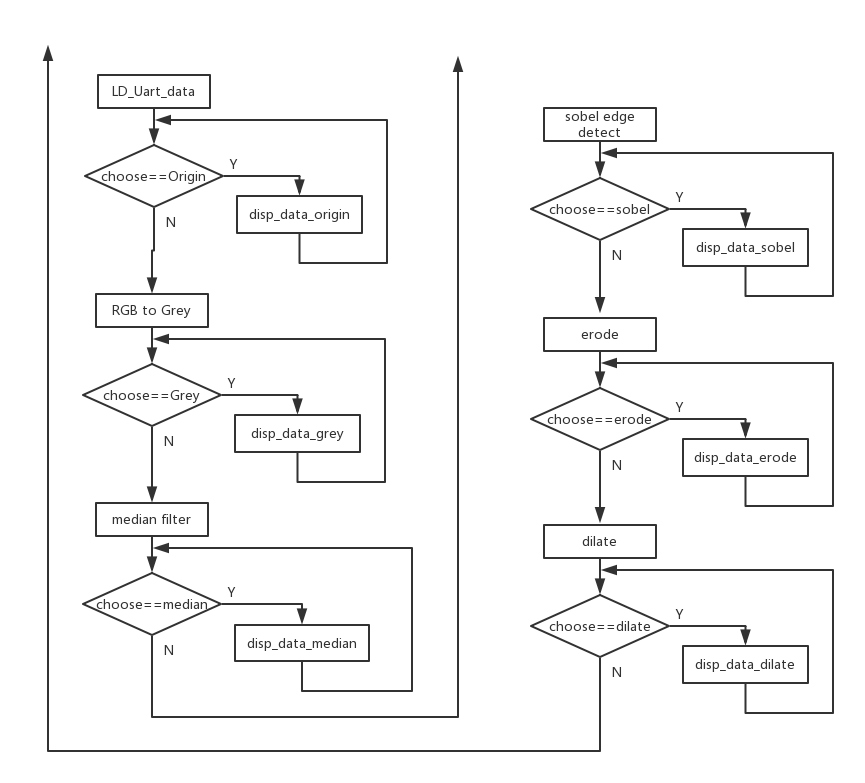 LD_Uart_data
choose==Origin
Y
disp_data_origin
N
RGB to Grey
choose==Grey
Y
disp_data_grey
N
median filter
choose==median
Y
disp_data_median
N
sobel edge
detect
choose==sobel
Y
disp_data_sobel
N
erode
choose==erode
Y
disp_data_erode
N
dilate
choose==dilate
Y
disp_data_dilate
N